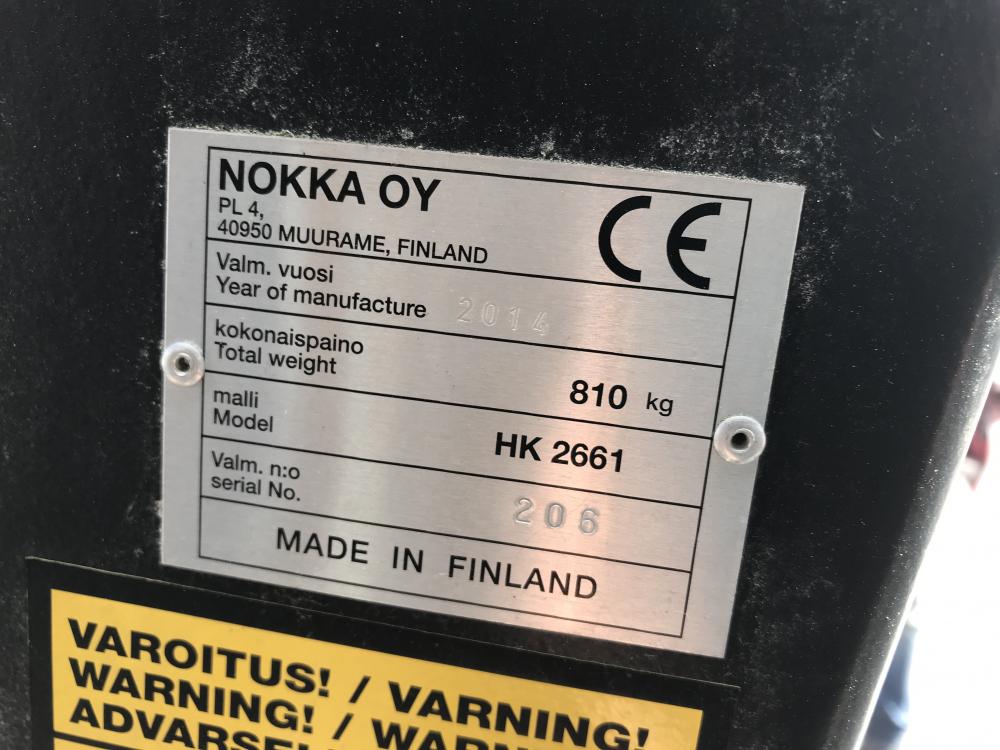 NOKKA OY
PL 4,
40950 MUURAME, FINLAND
CE
Valm. vuosi
Year of manufacture 2014
kokonaispaino
Total weight 810 kg
malli
Model HK 2661
Valm. n:o
serial No. 206
MADE IN FINLAND
VAROITUS! / VARNING!
WARNING! /